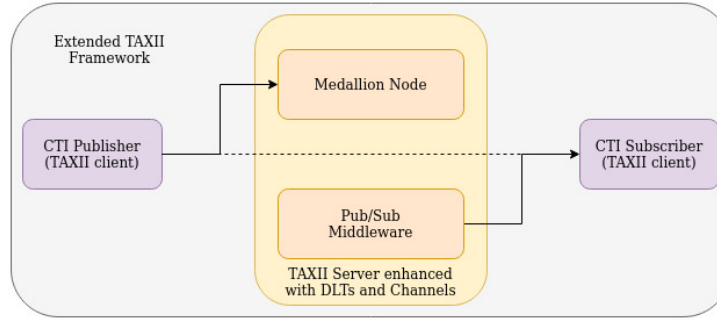 Extended TAXII
Framework
Medallion Node
CTI Publisher
(TAXII client)
CTI Subscriber
(TAXII client)
Pub/Sub
Middleware
TAXII Server enhanced
with DLTs and Channels